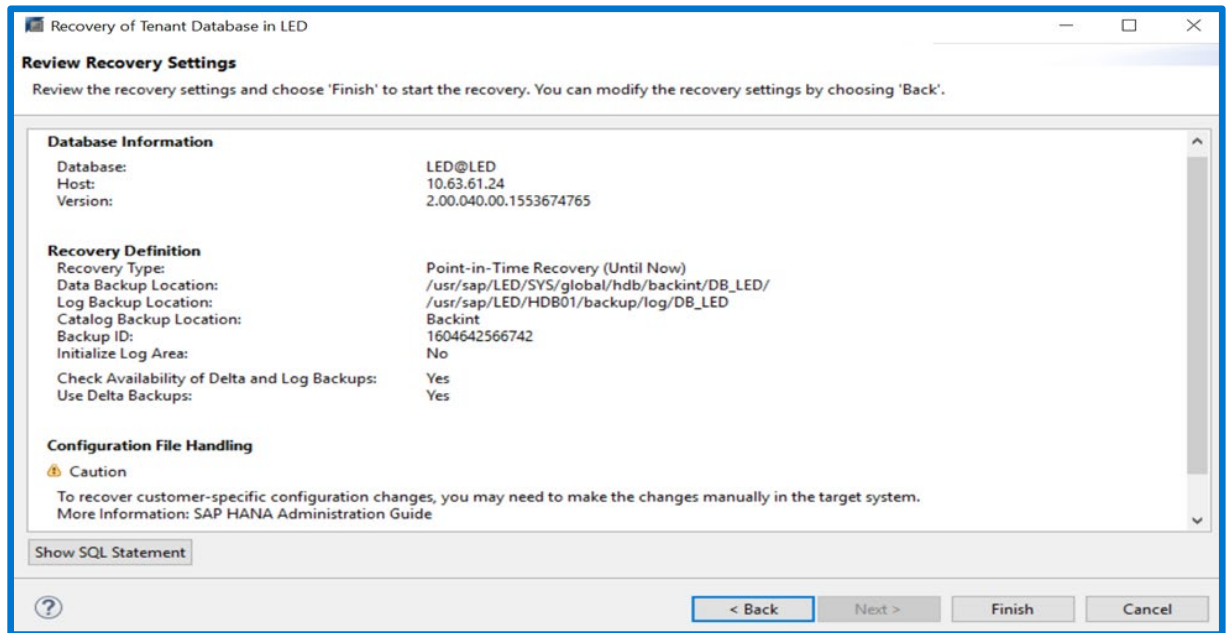 Recovery of Tenant Database in LED
Review Recovery Settings
Review the recovery settings and choose 'Finish' to start the recovery. You can modify the recovery settings by choosing 'Back'.
Database Information
Database: LED@LED
Host: 10.63.61.24
Version: 2.00.040.00.1553674765
Recovery Definition
Recovery Type: Point-in-Time Recovery (Until Now)
Data Backup Location: /usr/sap/LED/SYS/global/hdb/backint/DB_LED/
Log Backup Location: /usr/sap/LED/HDB01/backup/log/DB_LED
Catalog Backup Location: Backint
Backup ID: 1604642566742
Initialize Log Area: No
Check Availability of Delta and Log Backups: Yes
Use Delta Backups: Yes
Configuration File Handling
Caution
To recover customer-specific configuration changes, you may need to make the changes manually in the target system.
More Information: SAP HANA Administration Guide
Show SQL Statement
? < Back Next > Finish Cancel